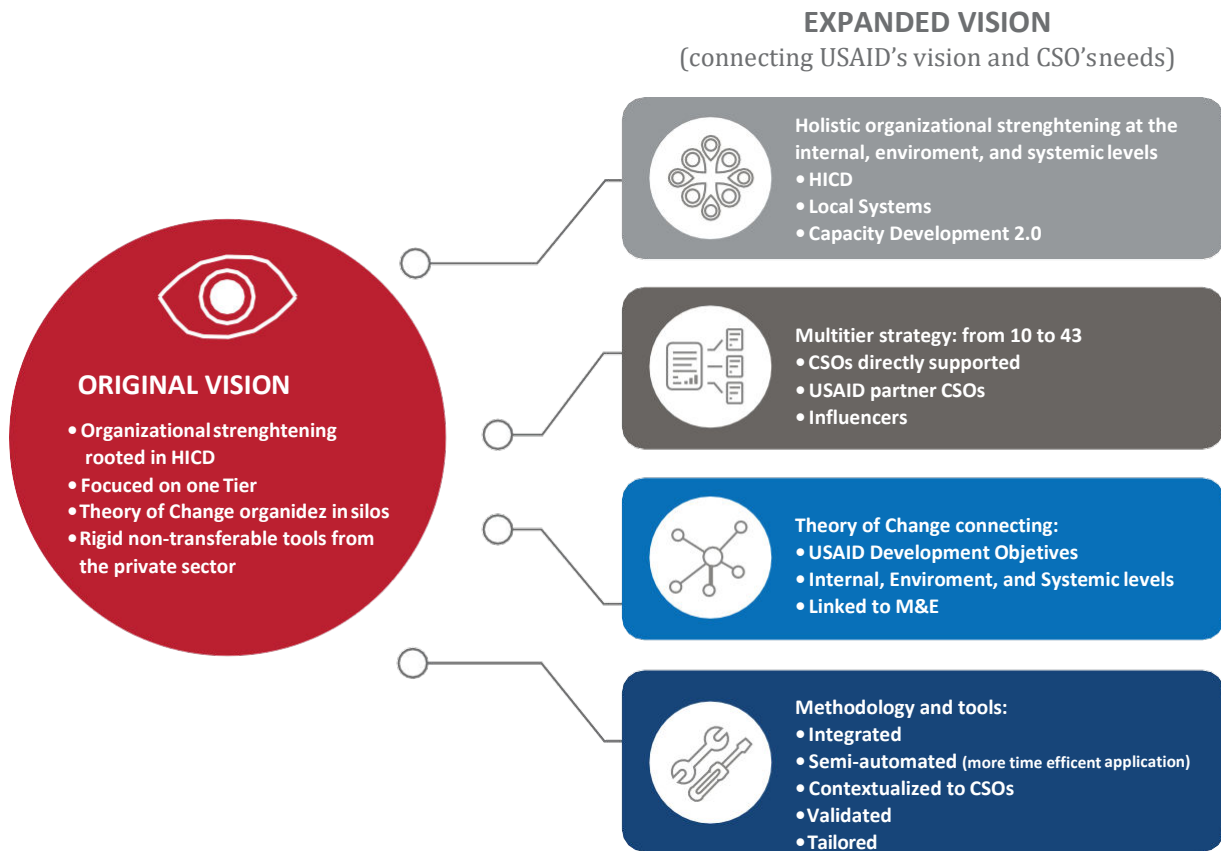 EXPANDED VISION
(connecting USAID's vision and CSO'sneeds)
ORIGINAL VISION
• Organizational strenghtening
rooted in HICD
• Focuced on one Tier
• Theory of Change organidez in silos
• Rigid non-transferable tools from
the private sector
Holistic organizational strenghtening at the
internal, enviroment, and systemic levels
• HICD
• Local Systems
• Capacity Development 2.0
Multitier strategy: from 10 to 43
• CSOs directly supported
• USAID partner CSOs
• Influencers
Theory of Change connecting:
• USAID Development Objetives
• Internal, Enviroment, and Systemic levels
• Linked to M&E
Methodology and tools:
• Integrated
• Semi-automated (more time efficent application)
• Contextualized to CSOs
• Validated
• Tailored